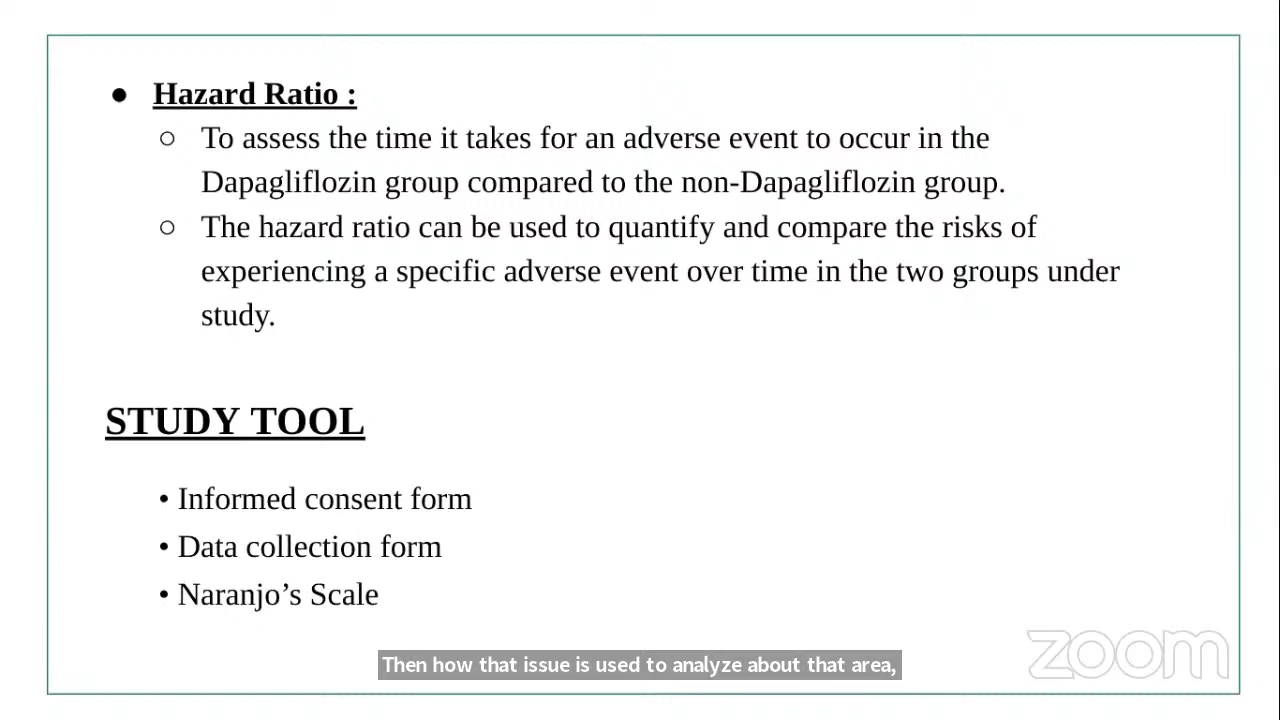 ● Hazard Ratio :
○ To assess the time it takes for an adverse event to occur in the
Dapagliflozin group compared to the non-Dapagliflozin group.
○ The hazard ratio can be used to quantify and compare the risks of
experiencing a specific adverse event over time in the two groups under
study.
STUDY TOOL
• Informed consent form
• Data collection form
• Naranjo’s Scale
Then how that issue is used to analyze about that area,
zoom